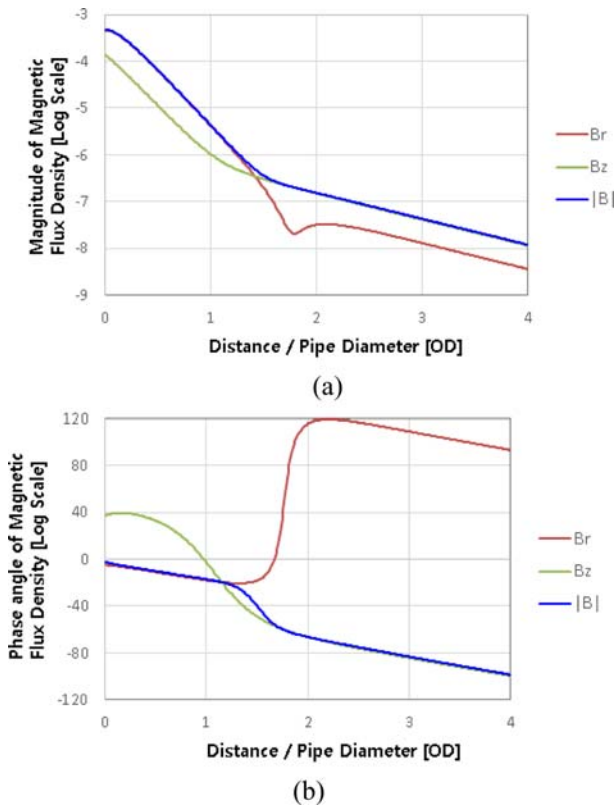 -3
-4
-5
-6
-7
-8
-9
Magnitude of Magnetic
Flux Density [Log Scale]
0 1 2 3 4
Distance / Pipe Diameter [OD]
Br
Bz
|B|
(a)
120
80
40
0
-40
-80
-120
Phase angle of Magnetic
Flux Density [Log Scale]
0 1 2 3 4
Distance / Pipe Diameter [OD]
Br
Bz
|B|
(b)